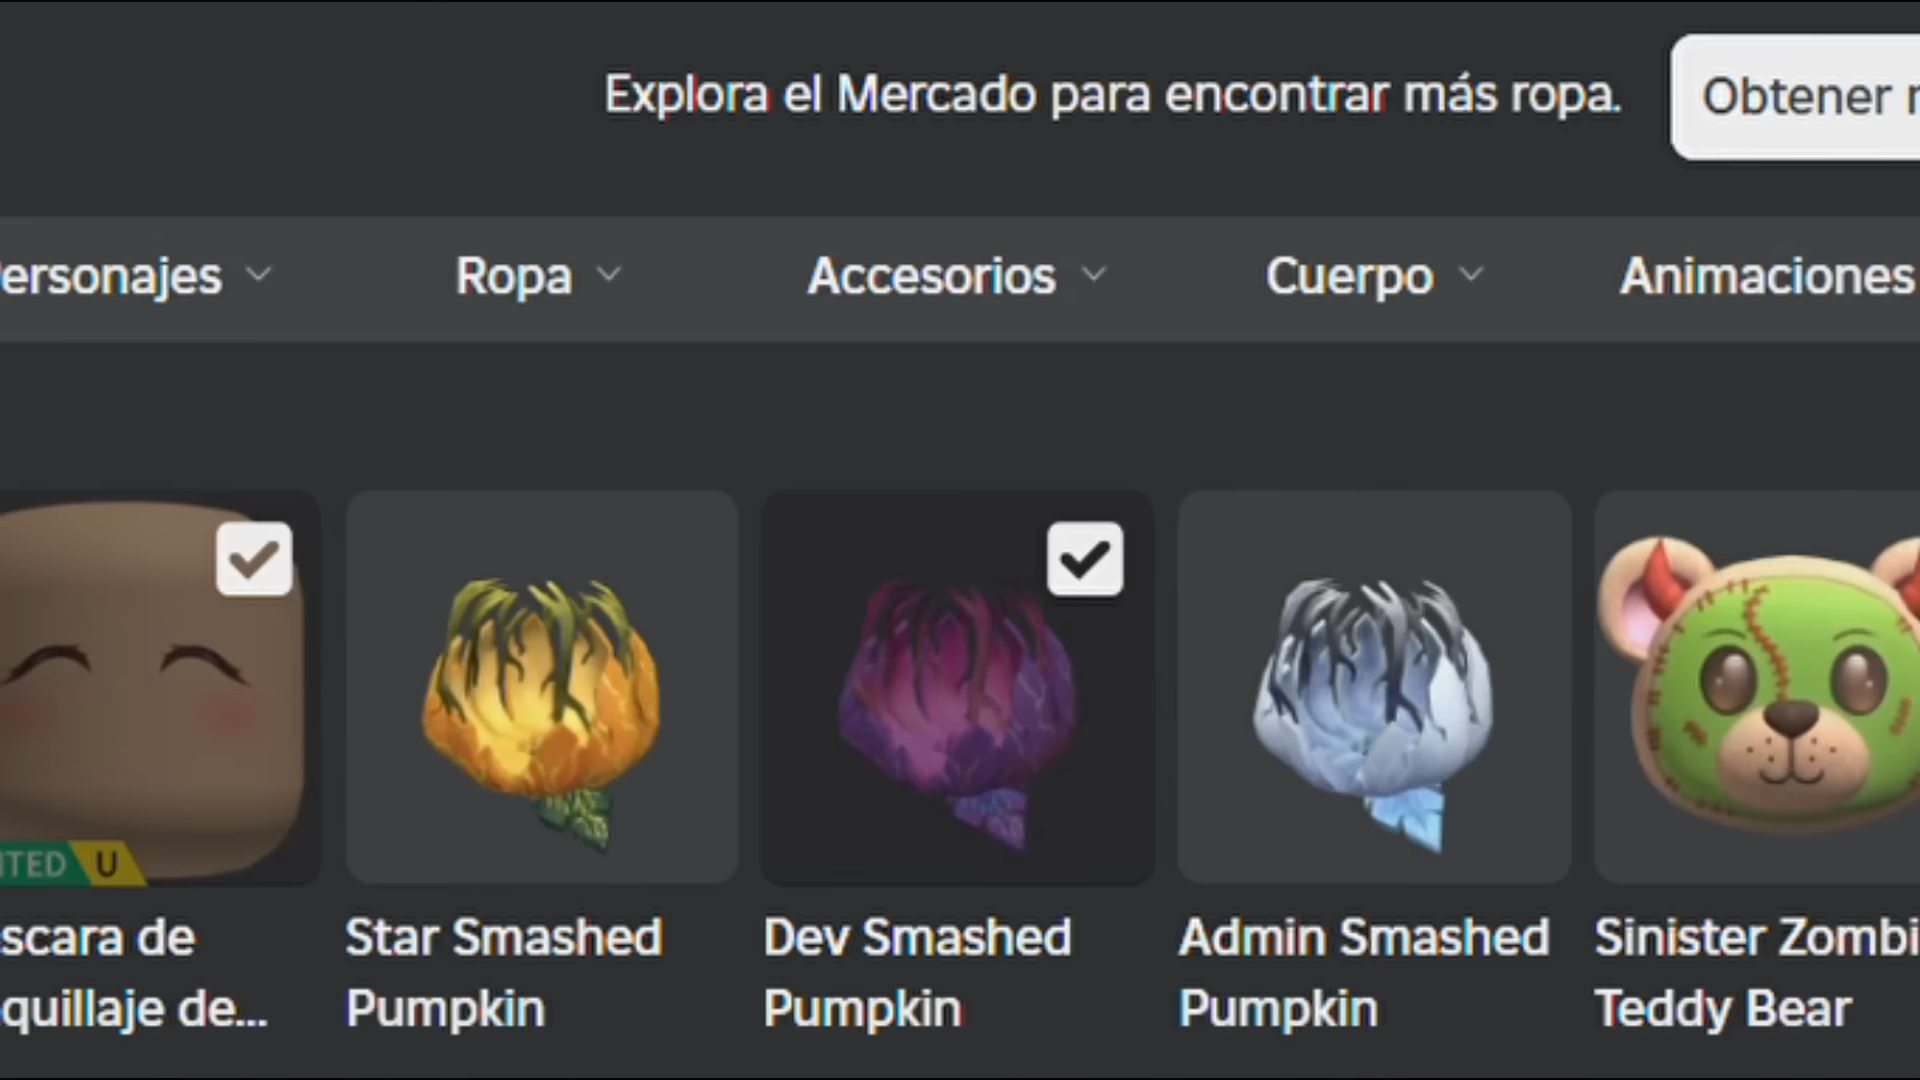 Explora el Mercado para encontrar más ropa.
Obtener
ersonajes
Ropa
Accesorios
Cuerpo
Animaciones
ITED U
scara de
quillaje de...
Star Smashed
Pumpkin
Dev Smashed
Pumpkin
Admin Smashed
Pumpkin
Sinister Zombi
Teddy Bear